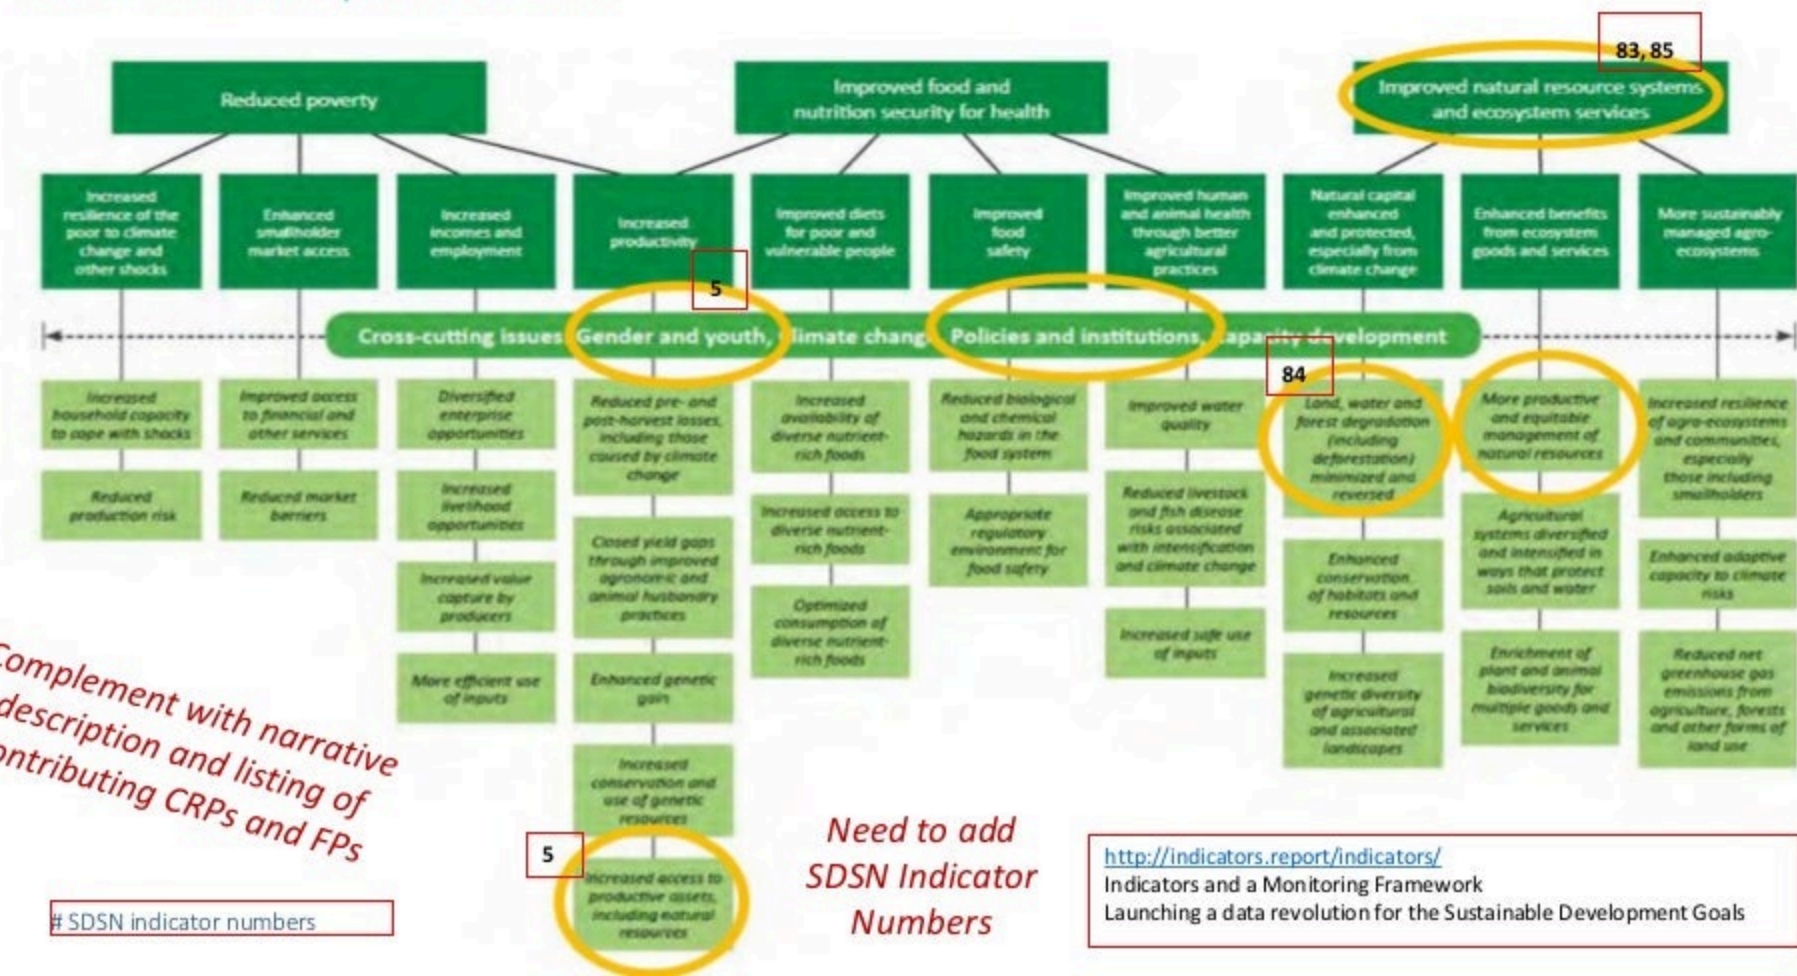 83, 85
Reduced poverty
Improved food and
nutrition security for health
Improved natural resource systems
and ecosystem services
Increased
resilience of the
poor to climate
change and
other shocks
Enhanced
smallholder
market access
Increased
incomes and
employment
Increased
productivity
Improved diets
for poor and
vulnerable people
Improved
food
safety
Improved human
and animal health
through better
agricultural
practices
Natural capital
enhanced
and protected,
especially from
climate change
Enhanced benefits
from ecosystem
goods and services
More sustainably
managed agro-
ecosystems
5
Cross-cutting issues Gender and youth, limate chang Policies and institutions, apacity development
84
Increased
household capacity
to cope with shocks
Reduced
production risk
Improved access
to financial and
other services
Reduced market
barriers
Diversified
enterprise
opportunities
Increased
livelihood
opportunities
Increased value
capture by
producers
More efficient use
of inputs
Reduced pre- and
post-harvest losses,
including those
caused by climate
change
Closed yield gaps
through improved
agronomic and
animal husbandry
practices
Enhanced genetic
gain
Increased
conservation and
use of genetic
resources
5
Increased access to
productive assets,
including natural
resources
Increased
availability of
diverse nutrient-
rich foods
Increased access to
diverse nutrient-
rich foods
Optimized
consumption of
diverse nutrient-
rich foods
Reduced biological
and chemical
hazards in the
food system
Appropriate
regulatory
environment for
food safety
Improved water
quality
Reduced livestock
and fish disease
risks associated
with intensification
and climate change
Increased safe use
of inputs
Land, water and
forest degradation
(including
deforestation)
minimized and
reversed
Enhanced
conservation
of habitats and
resources
Increased
genetic diversity
of agricultural
and associated
landscapes
More productive
and equitable
management of
natural resources
Agricultural
systems diversified
and intensified in
ways that protect
soils and water
Enrichment of
plant and animal
biodiversity for
multiple goods and
services
Increased resilience
of agro-ecosystems
and communities,
especially
those including
smallholders
Enhanced adaptive
capacity to climate
risks
Reduced net
greenhouse gas
emissions from
agriculture, forests
and other forms of
land use
Complement with narrative
description and listing of
ontributing CRPs and FPs
# SDSN indicator numbers
Need to add
SDSN Indicator
Numbers
http://indicators.report/indicators/
Indicators and a Monitoring Framework
Launching a data revolution for the Sustainable Development Goals